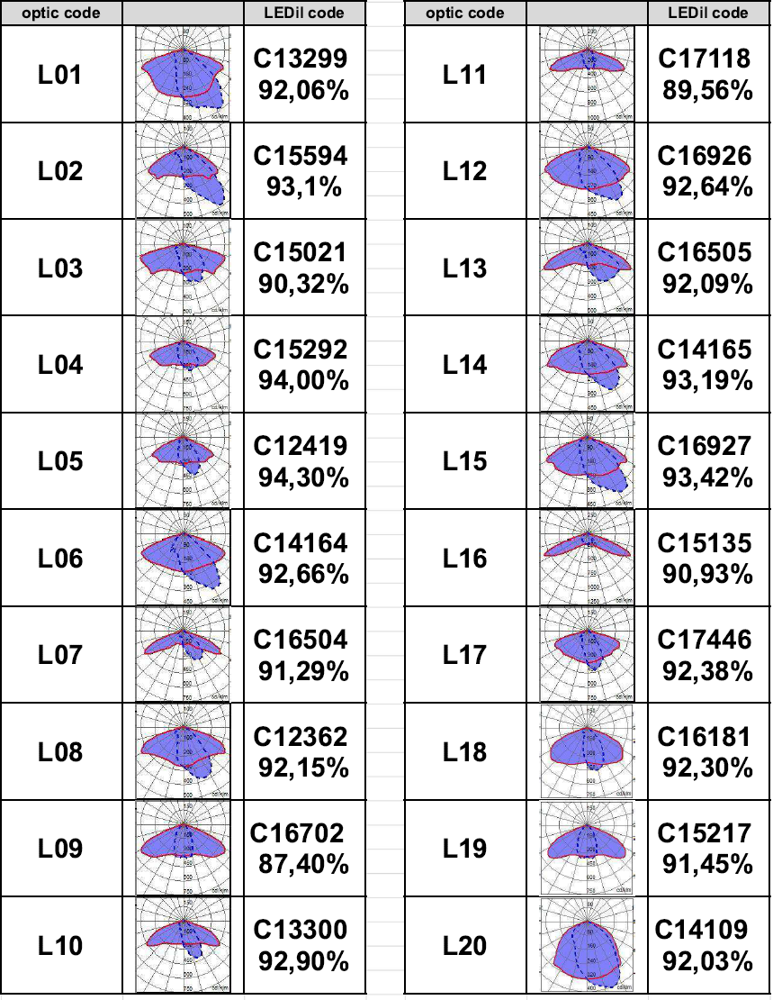 optic code LEDil code optic code LEDil code
L01 C13299 L11 C17118
92,06% 89,56%
L02 C15594 L12 C16926
93,1% 92,64%
L03 C15021 L13 C16505
90,32% 92,09%
L04 C15292 L14 C14165
94,00% 93,19%
L05 C12419 L15 C16927
94,30% 93,42%
L06 C14164 L16 C15135
92,66% 90,93%
L07 C16504 L17 C17446
91,29% 92,38%
L08 C12362 L18 C16181
92,15% 92,30%
L09 C16702 L19 C15217
87,40% 91,45%
L10 C13300 L20 C14109
92,90% 92,03%